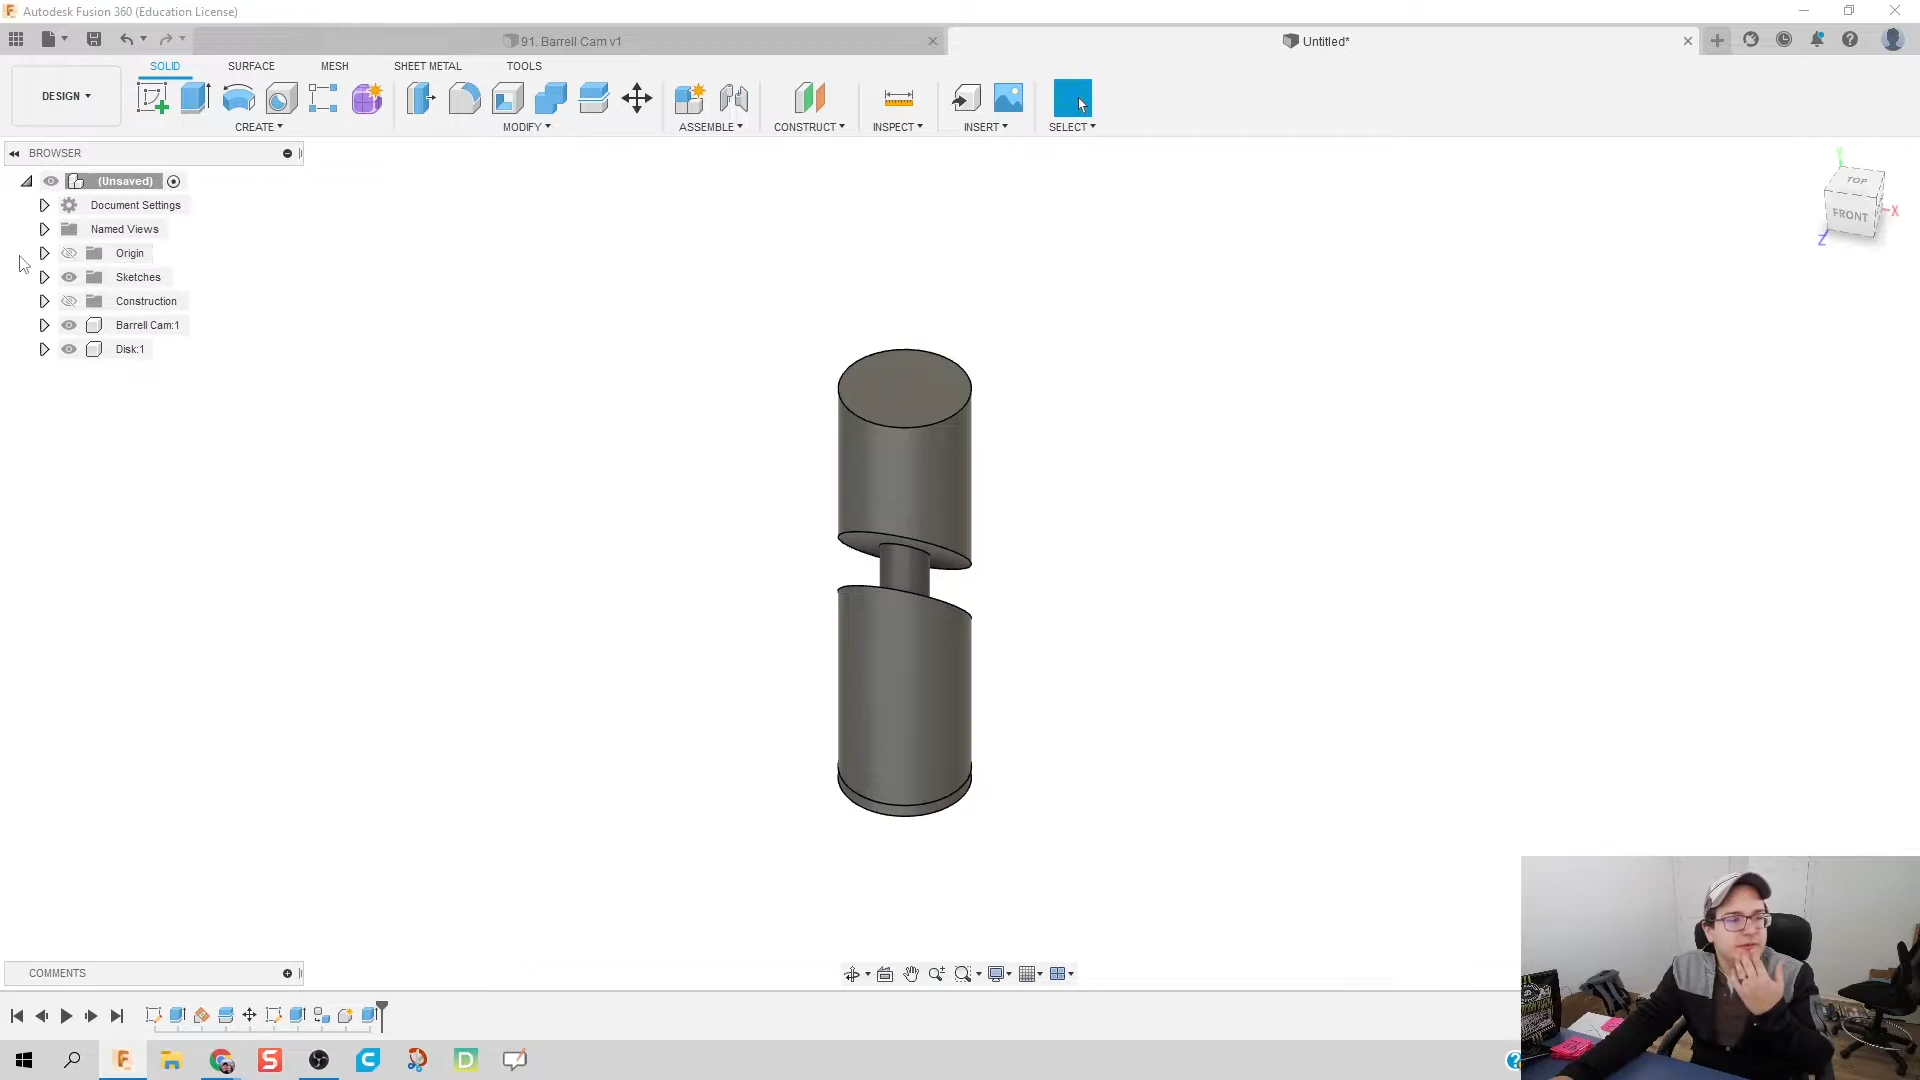 Autodesk Fusion 360 (Education License)
91. Barrell Cam v1
Untitled*
DESIGN
SOLID
SURFACE
MESH
SHEET METAL
TOOLS
CREATE
MODIFY
ASSEMBLE
CONSTRUCT
INSPECT
INSERT
SELECT
BROWSER
(Unsaved)
Document Settings
Named Views
Origin
Sketches
Construction
Barrell Cam:1
Disk:1
Y
TOP
FRONT
X
Z
COMMENTS